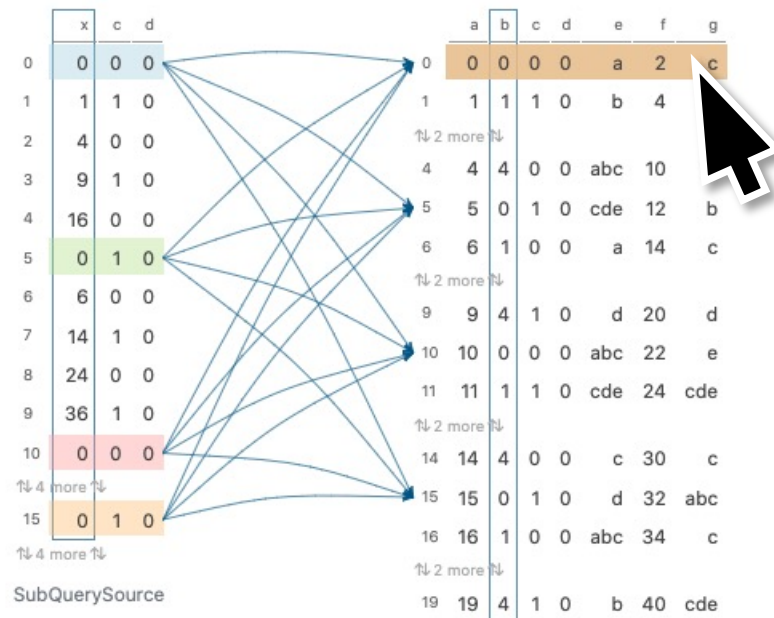 x c d
0 0 0 0
1 1 1 0
2 4 0 0
3 9 1 0
4 16 0 0
5 0 1 0
6 6 0 0
7 14 1 0
8 24 0 0
9 36 1 0
10 0 0 0
⇅ 4 more ⇅
15 0 1 0
⇅ 4 more ⇅
SubQuerySource
a b c d e f g
0 0 0 0 0 a 2 c
1 1 1 1 0 b 4
⇅ 2 more ⇅
4 4 4 0 0 abc 10
5 5 0 1 0 cde 12 b
6 6 1 0 0 a 14 c
⇅ 2 more ⇅
9 9 4 1 0 d 20 d
10 10 0 0 0 abc 22 e
11 11 1 1 0 cde 24 cde
⇅ 2 more ⇅
14 14 4 0 0 c 30 c
15 15 0 1 0 d 32 abc
16 16 1 0 0 abc 34 c
⇅ 2 more ⇅
19 19 4 1 0 b 40 cde